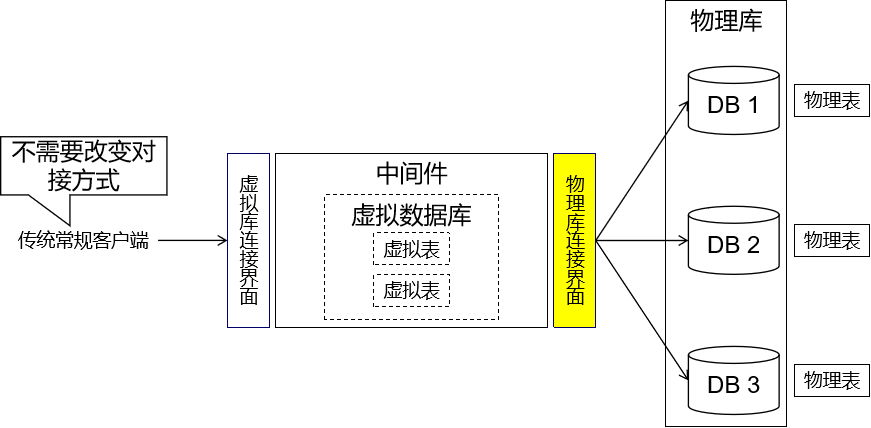 不需要改变对
接方式
传统常规客户端
虚拟库连接界面
中间件
虚拟数据库
虚拟表
虚拟表
物理库连接界面
物理库
DB 1
物理表
DB 2
物理表
DB 3
物理表